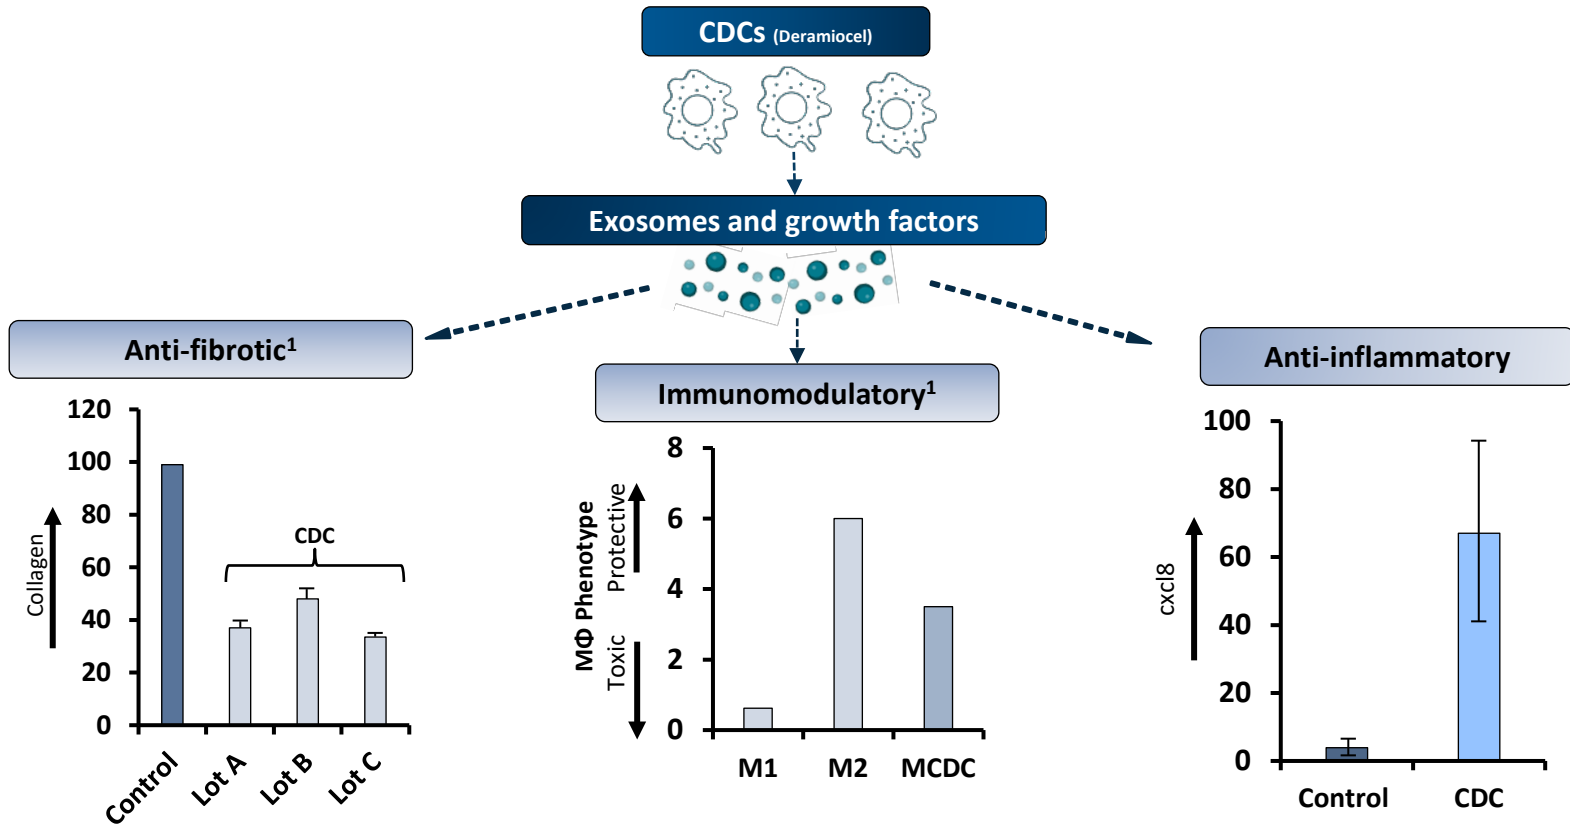 CDCs (Deramiocel)
Exosomes and growth factors
Anti-fibrotic¹
120
100
80
60
40
20
0
Collagen
CDC
Control
Lot A
Lot B
Lot C
Immunomodulatory¹
8
6
4
2
0
MΦ Phenotype
Protective
Toxic
M1
M2
MCDC
Anti-inflammatory
100
80
60
40
20
0
cxcl8
Control
CDC